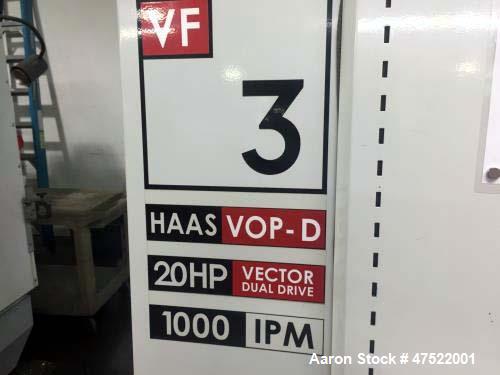 VF
3
HAAS VOP-D
20HP VECTOR
DUAL DRIVE
1000 IPM
Aaron Stock # 47522001